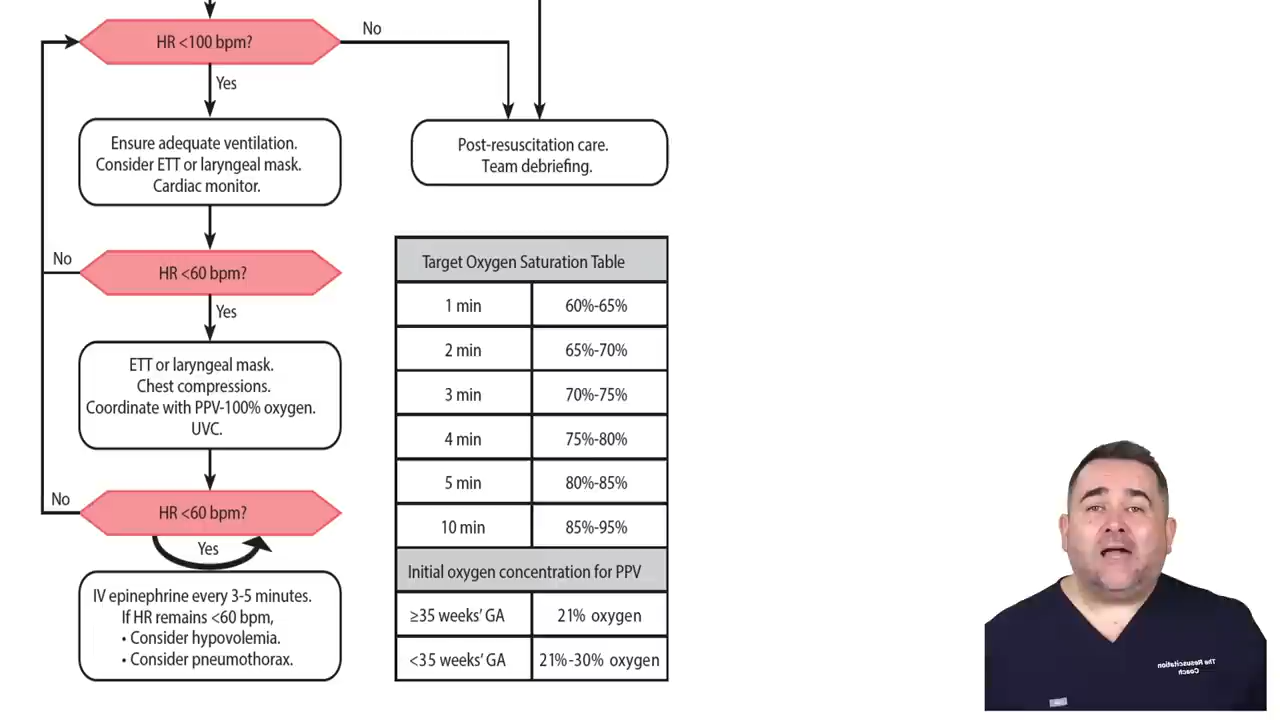 HR <100 bpm?
No
Yes
Ensure adequate ventilation.
Consider ETT or laryngeal mask.
Cardiac monitor.
Post-resuscitation care.
Team debriefing.
No
HR <60 bpm?
Yes
ETT or laryngeal mask.
Chest compressions.
Coordinate with PPV-100% oxygen.
UVC.
No
HR <60 bpm?
Yes
IV epinephrine every 3-5 minutes.
If HR remains <60 bpm,
• Consider hypovolemia.
• Consider pneumothorax.
Target Oxygen Saturation Table
1 min 60%-65%
2 min 65%-70%
3 min 70%-75%
4 min 75%-80%
5 min 80%-85%
10 min 85%-95%
Initial oxygen concentration for PPV
≥35 weeks' GA 21% oxygen
<35 weeks' GA 21%-30% oxygen
The Resuscitation
Coach